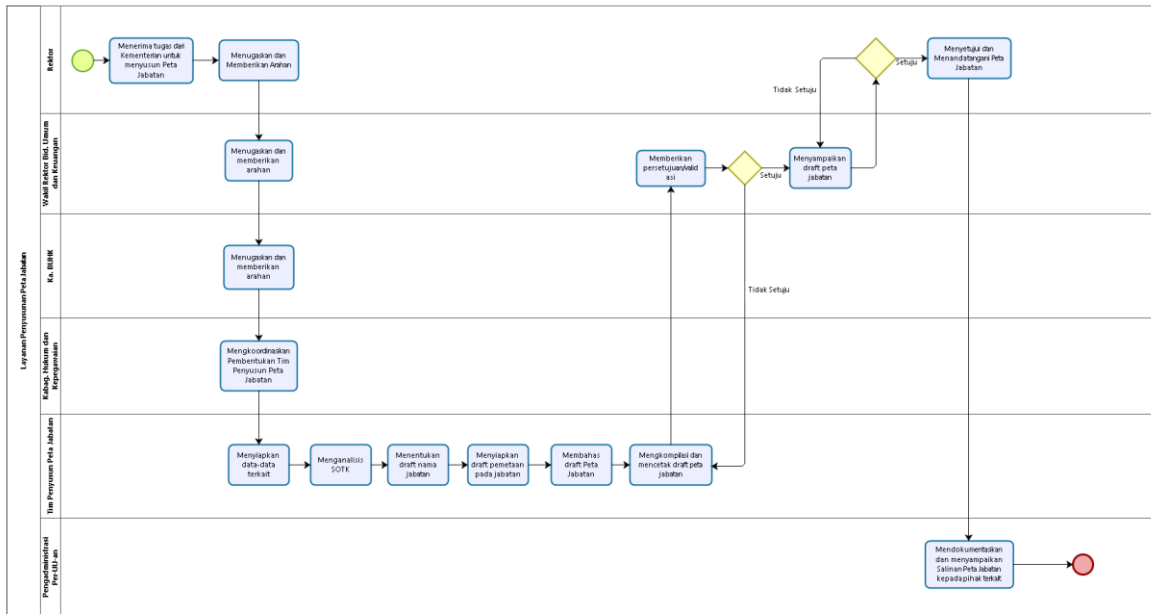 Layanan Penyusunan Peta Jabatan
Rektor
Menerima tugas dari
Kementerian untuk
menyusun Peta
Jabatan
Menugaskan dan
Memberikan Arahan
Tidak Setuju
Setuju
Menyetujui dan
Menandatangani Peta
Jabatan
Wakil Rektor Bid. Umum
dan Keuangan
Menugaskan dan
memberikan
arahan
Memberikan
persetujuan/valid
asi
Setuju
Menyampaikan
draft peta
jabatan
Ka. BUHK
Menugaskan dan
memberikan
arahan
Tidak Setuju
Kabag. Hukum dan
Kepegawaian
Mengkoordinasikan
Pembentukan Tim
Penyusun Peta
Jabatan
Tim Penyusun Peta Jabatan
Menyiapkan
data-data
terkait
Menganalisis
SOTK
Menentukan
draft nama
jabatan
Menyiapkan
draft pemetaan
pada jabatan
Membahas
draft Peta
Jabatan
Mengkompilasi dan
mencetak draft peta
jabatan
Pengadministrasi
Per-UU-an
Mendokumentasikan
dan menyampaikan
Salinan Peta Jabatan
kepada pihak terkait